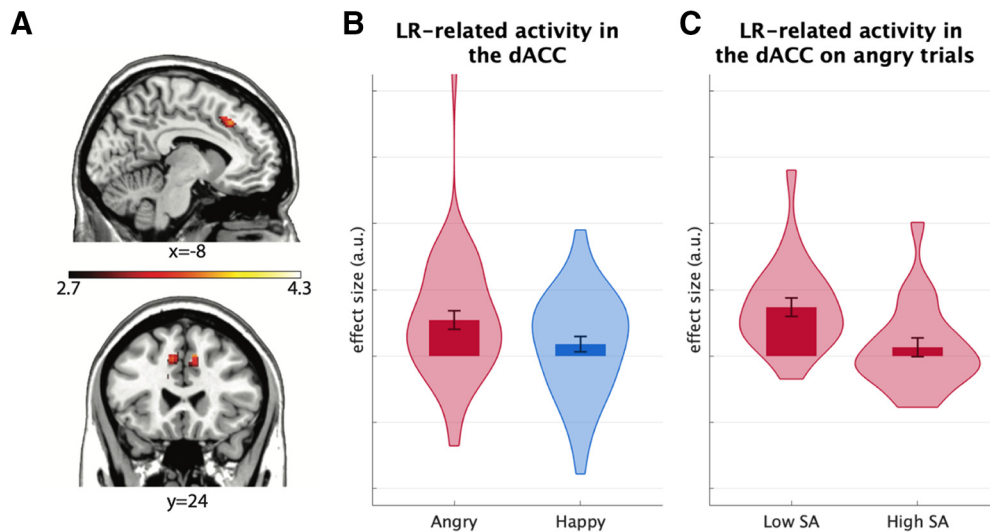 A
x=-8
2.7
4.3
y=24
B
LR-related activity in
the dACC
effect size (a.u.)
Angry
Happy
C
LR-related activity in
the dACC on angry trials
effect size (a.u.)
Low SA
High SA